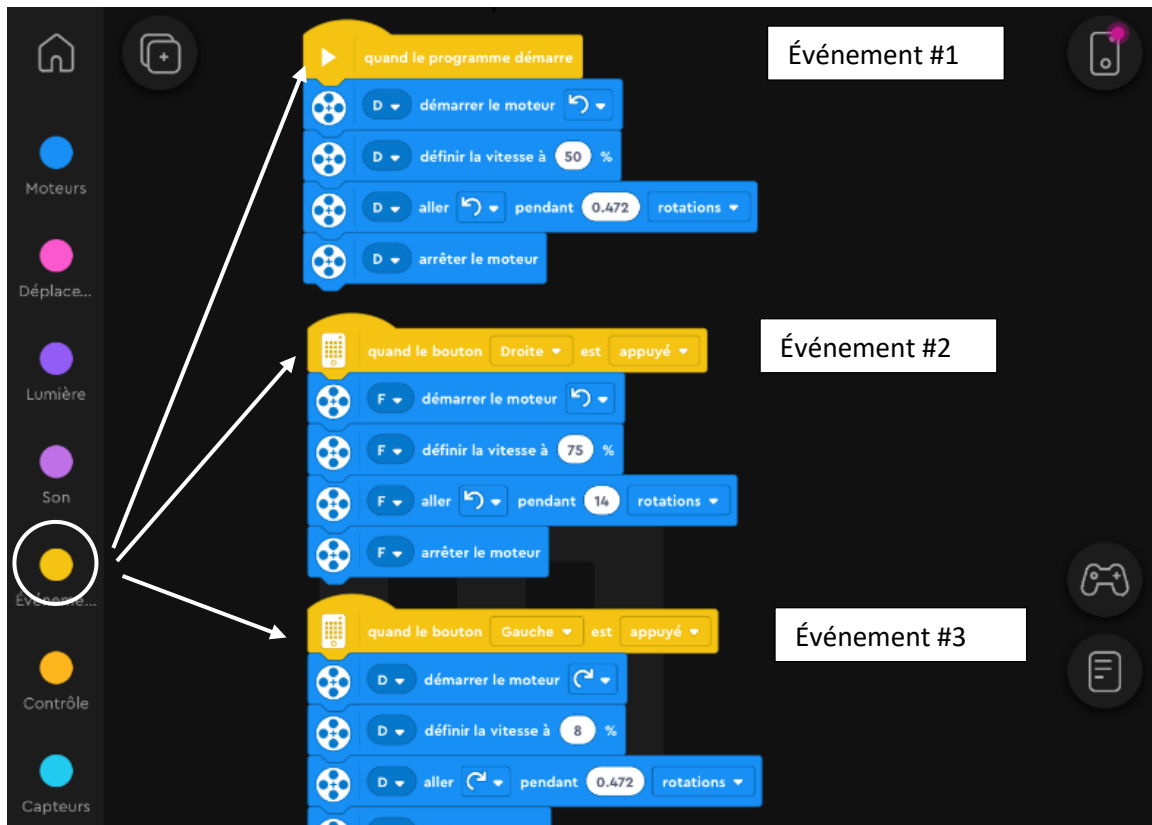 quand le programme démarre
Événement #1
D démarrer le moteur
D définir la vitesse à 50 %
D aller pendant 0.472 rotations
D arrêter le moteur
quand le bouton Droite est appuyé
Événement #2
F démarrer le moteur
F définir la vitesse à 75 %
F aller pendant 14 rotations
F arrêter le moteur
quand le bouton Gauche est appuyé
Événement #3
D démarrer le moteur
D définir la vitesse à 8 %
D aller pendant 0.472 rotations
Moteurs
Déplace...
Lumière
Son
Événeme...
Contrôle
Capteurs